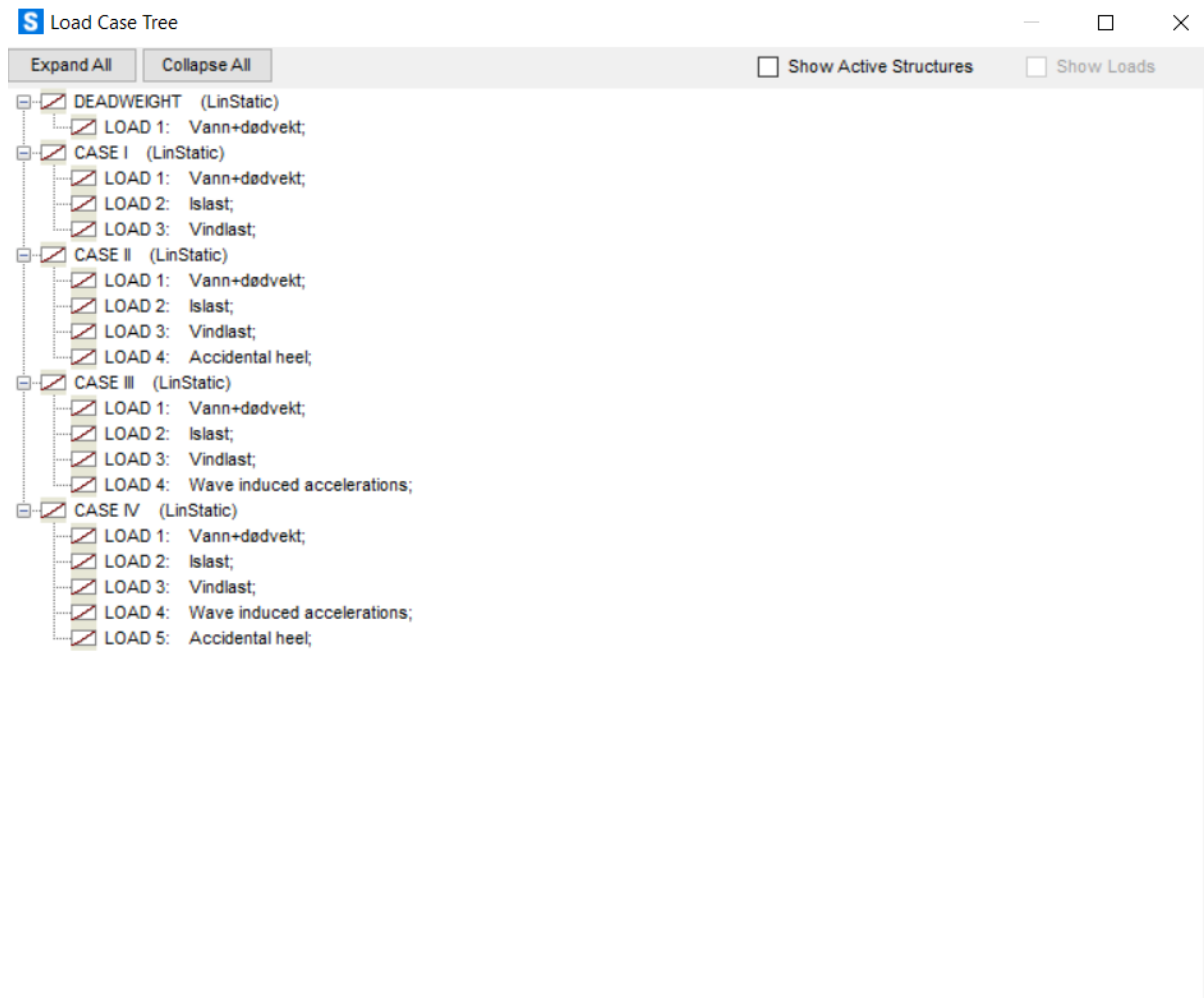 S Load Case Tree
Expand All Collapse All Show Active Structures Show Loads
DEADWEIGHT (LinStatic)
LOAD 1: Vann+dødvekt;
CASE I (LinStatic)
LOAD 1: Vann+dødvekt;
LOAD 2: Islast;
LOAD 3: Vindlast;
CASE II (LinStatic)
LOAD 1: Vann+dødvekt;
LOAD 2: Islast;
LOAD 3: Vindlast;
LOAD 4: Accidental heel;
CASE III (LinStatic)
LOAD 1: Vann+dødvekt;
LOAD 2: Islast;
LOAD 3: Vindlast;
LOAD 4: Wave induced accelerations;
CASE IV (LinStatic)
LOAD 1: Vann+dødvekt;
LOAD 2: Islast;
LOAD 3: Vindlast;
LOAD 4: Wave induced accelerations;
LOAD 5: Accidental heel;